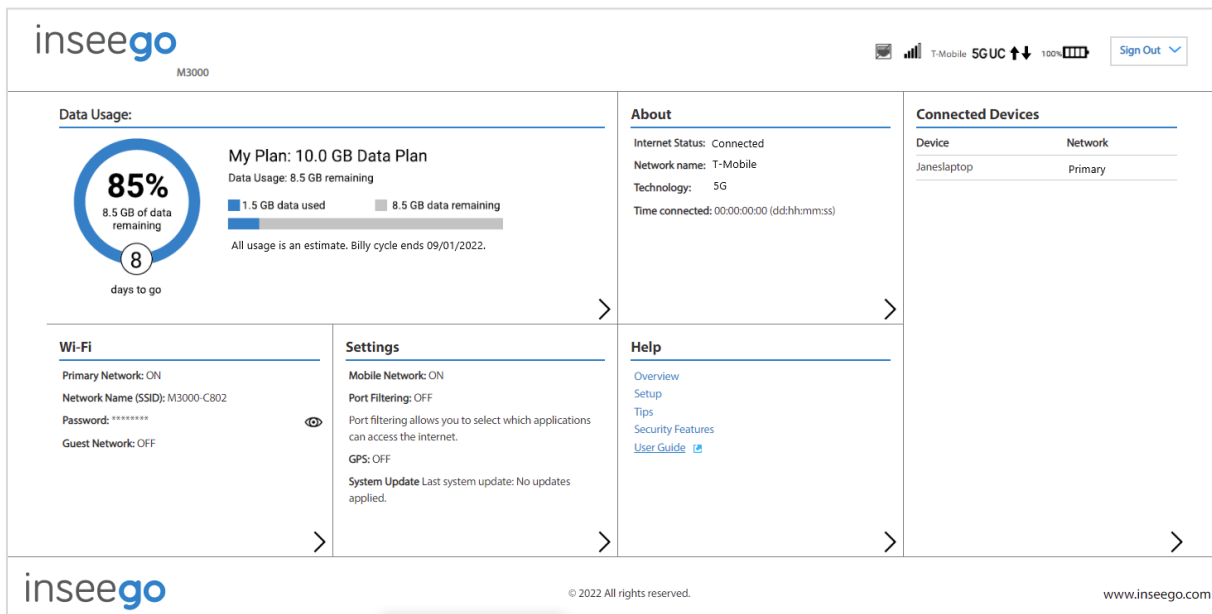 inseego
M3000
T-Mobile 5G UC 100%
Sign Out
Data Usage:
85%
8.5 GB of data
remaining
8
days to go
My Plan: 10.0 GB Data Plan
Data Usage: 8.5 GB remaining
1.5 GB data used 8.5 GB data remaining
All usage is an estimate. Billy cycle ends 09/01/2022.
About
Internet Status: Connected
Network name: T-Mobile
Technology: 5G
Time connected: 00:00:00:00 (dd:hh:mm:ss)
Connected Devices
Device Network
Janeslaptop Primary
Wi-Fi
Primary Network: ON
Network Name (SSID): M3000-C802
Password: ********
Guest Network: OFF
Settings
Mobile Network: ON
Port Filtering: OFF
Port filtering allows you to select which applications
can access the internet.
GPS: OFF
System Update Last system update: No updates
applied.
Help
Overview
Setup
Tips
Security Features
User Guide
inseego
© 2022 All rights reserved.
www.inseego.com